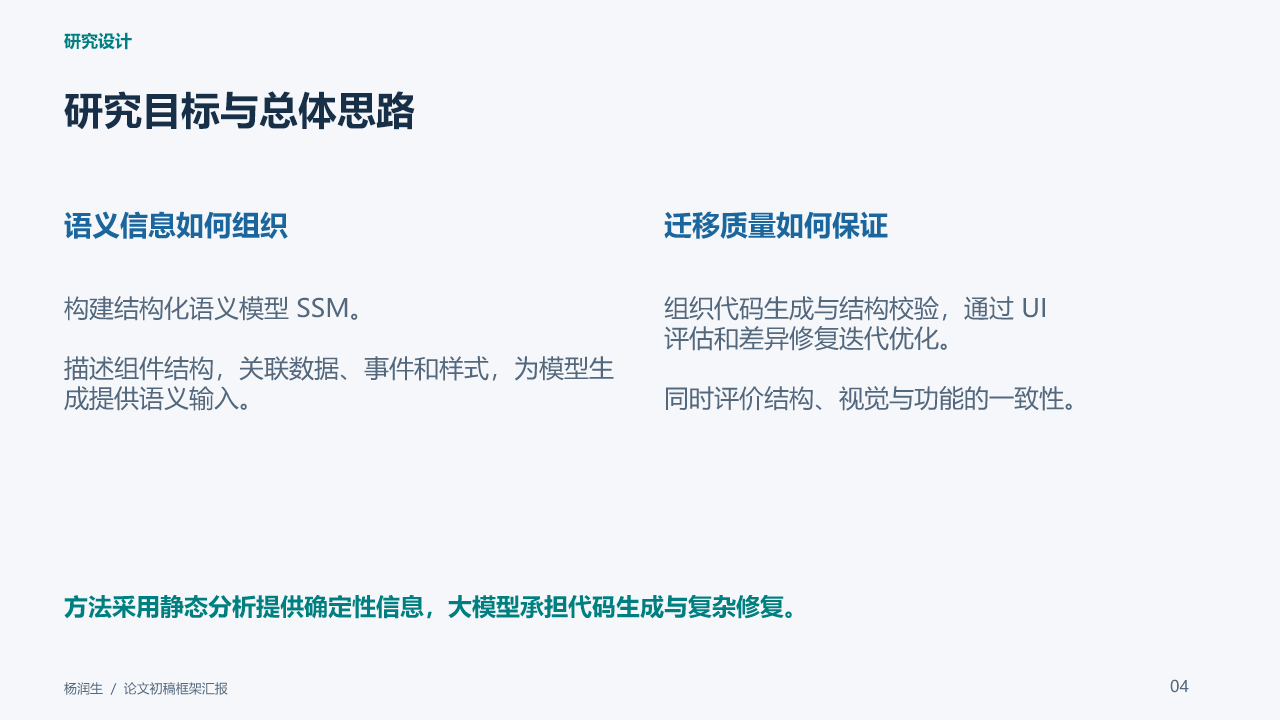 研究设计
研究目标与总体思路
语义信息如何组织
构建结构化语义模型 SSM。
描述组件结构，关联数据、事件和样式，为模型生
成提供语义输入。
迁移质量如何保证
组织代码生成与结构校验，通过 UI
评估和差异修复迭代优化。
同时评价结构、视觉与功能的一致性。
方法采用静态分析提供确定性信息，大模型承担代码生成与复杂修复。
杨润生 / 论文初稿框架汇报
04